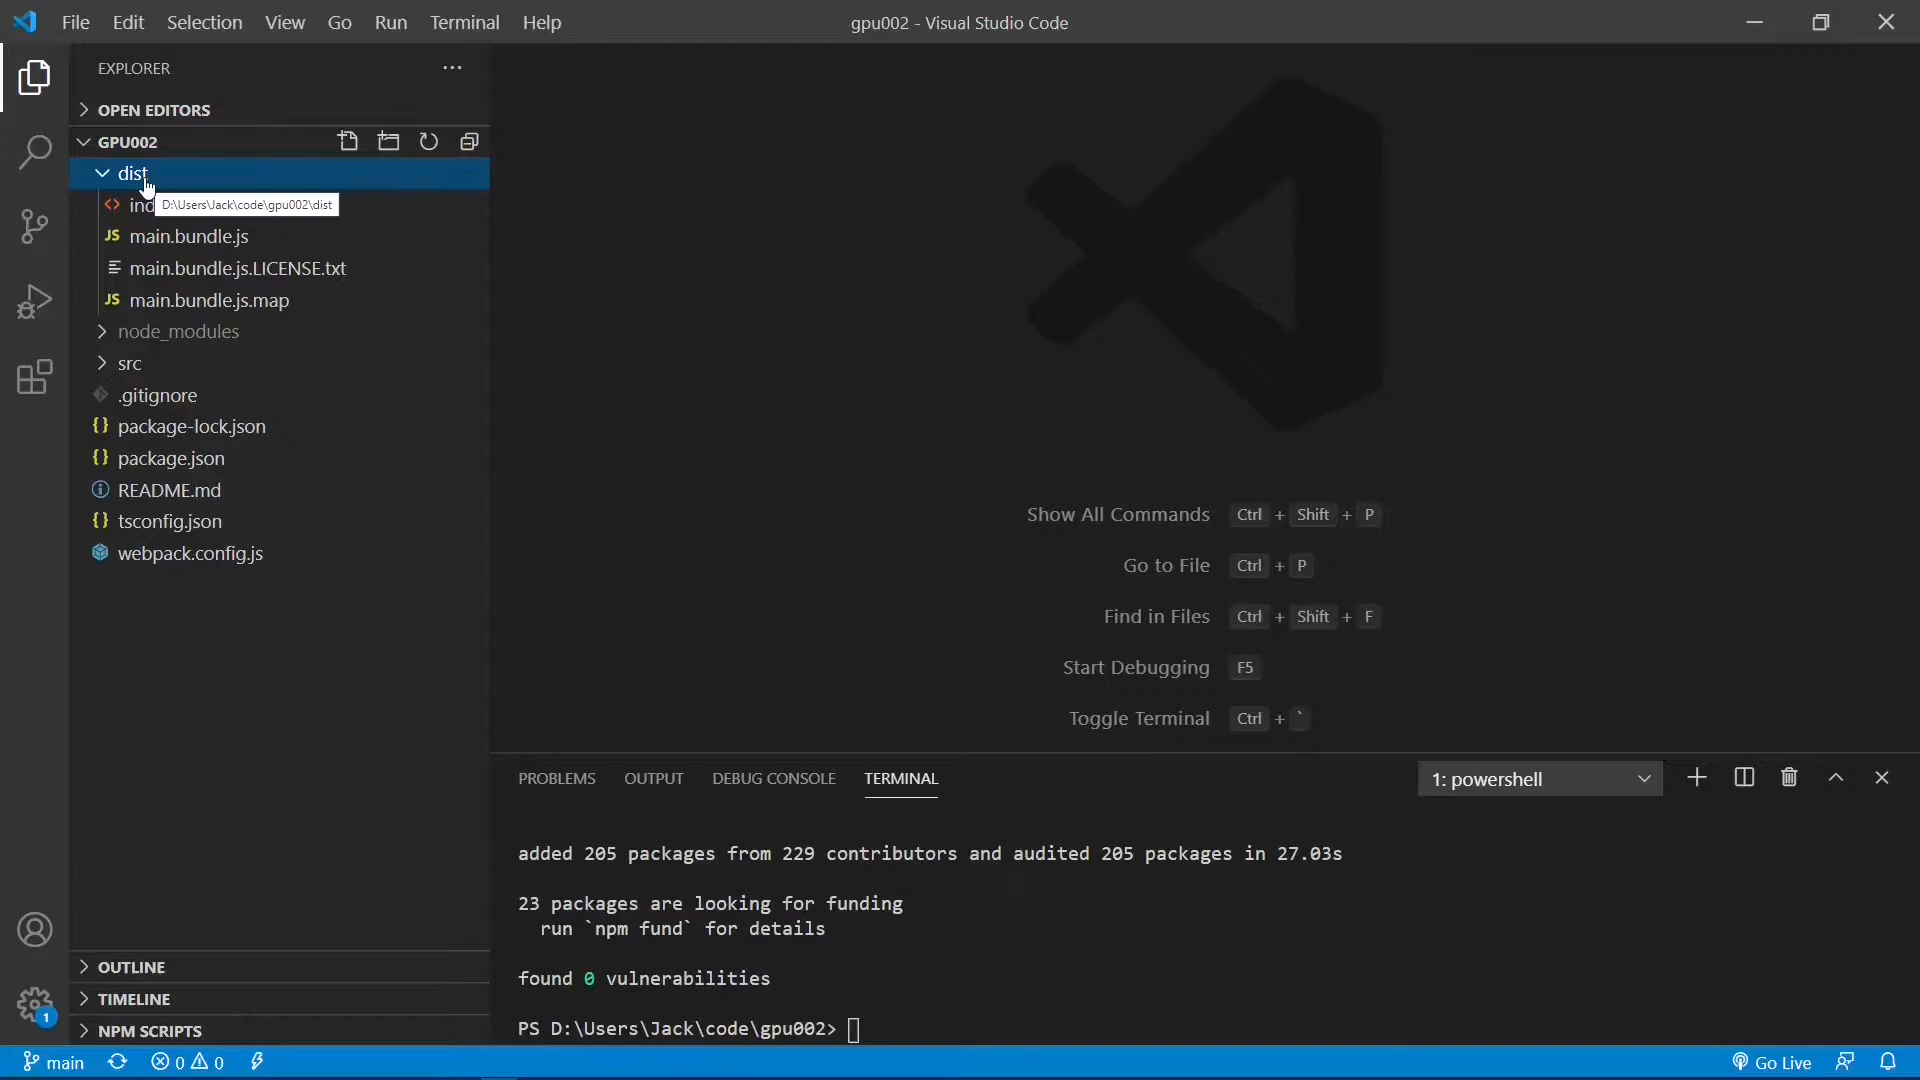 File Edit Selection View Go Run Terminal Help
gpu002 - Visual Studio Code
EXPLORER
OPEN EDITORS
GPU002
dist
ind
D:\Users\Jack\code\gpu002\dist
JS main.bundle.js
main.bundle.js.LICENSE.txt
JS main.bundle.js.map
node_modules
src
.gitignore
{} package-lock.json
{} package.json
README.md
{} tsconfig.json
webpack.config.js
OUTLINE
TIMELINE
NPM SCRIPTS
1
Show All Commands Ctrl + Shift + P
Go to File Ctrl + P
Find in Files Ctrl + Shift + F
Start Debugging F5
Toggle Terminal Ctrl + `
PROBLEMS OUTPUT DEBUG CONSOLE TERMINAL
1: powershell
added 205 packages from 229 contributors and audited 205 packages in 27.03s
23 packages are looking for funding
run `npm fund` for details
found 0 vulnerabilities
PS D:\Users\Jack\code\gpu002>
main 0 0
Go Live